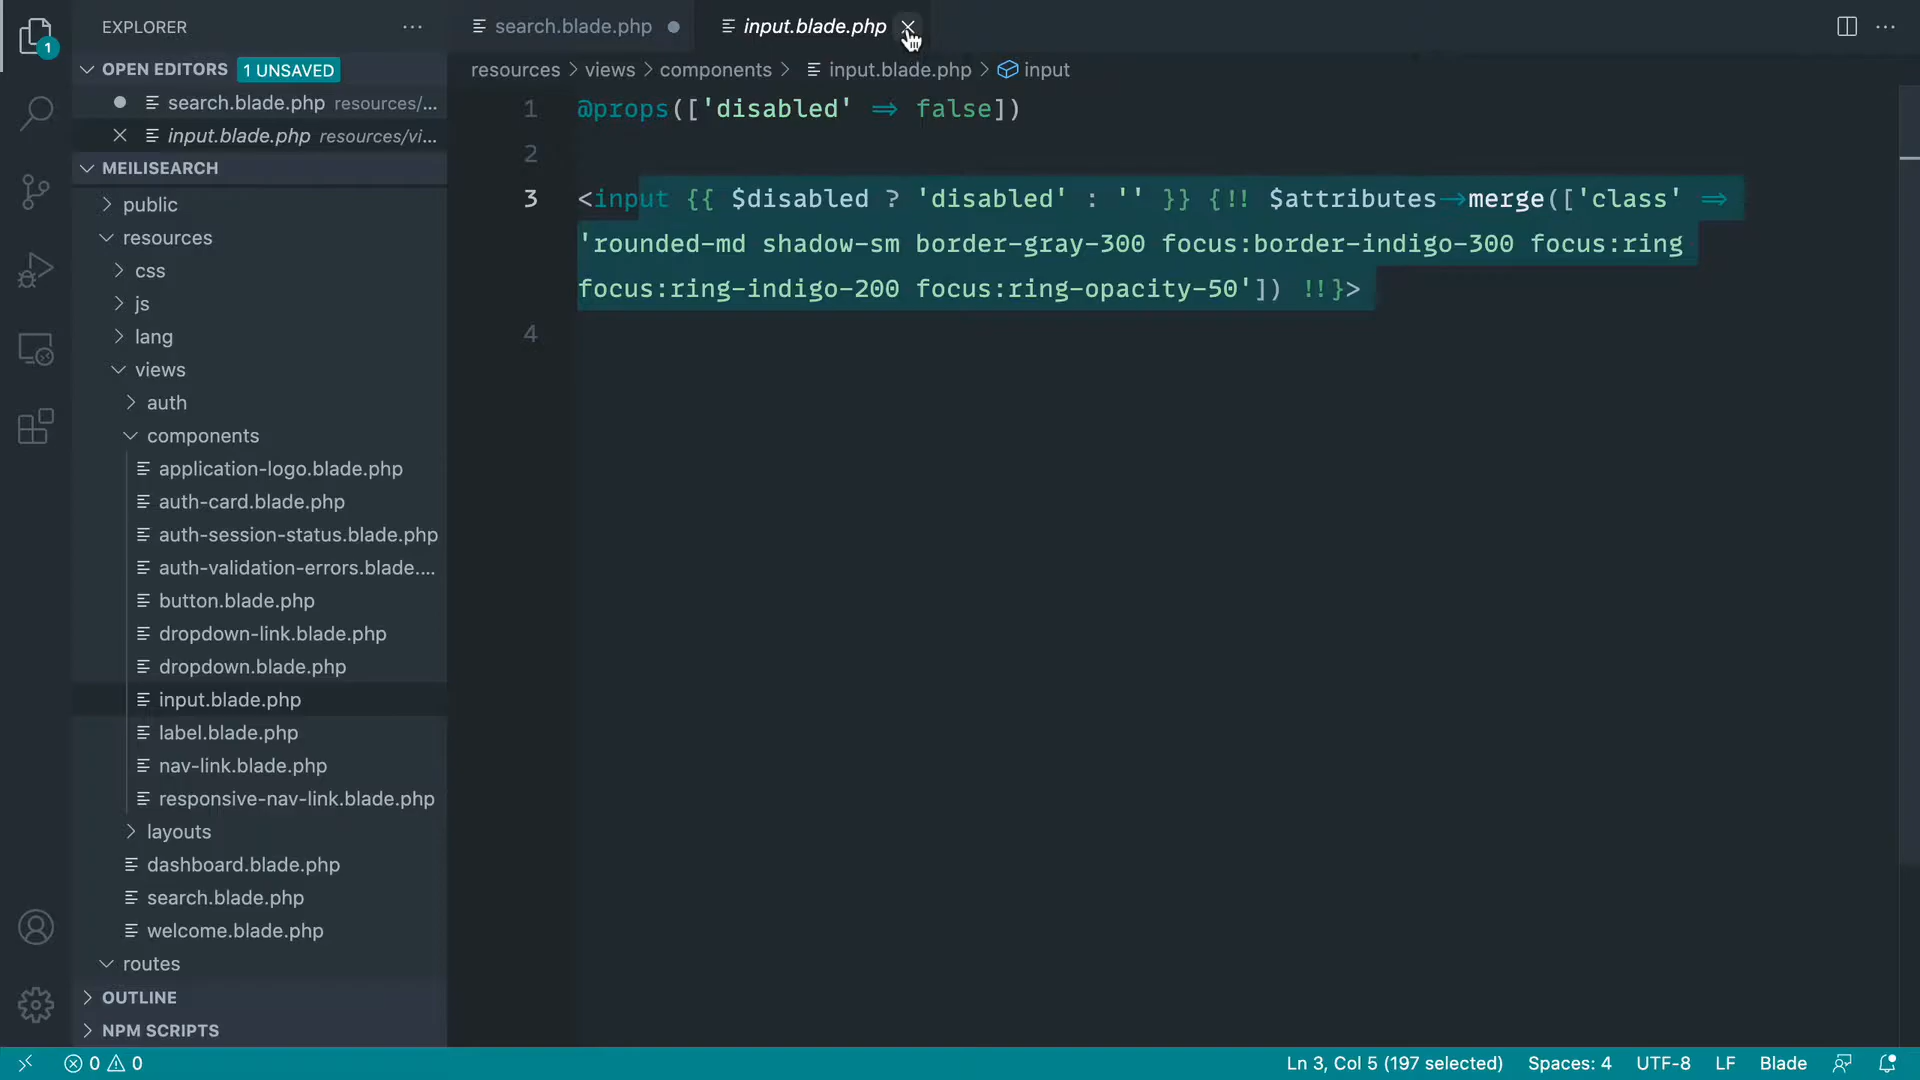 EXPLORER
search.blade.php
input.blade.php
1
OPEN EDITORS 1 UNSAVED
resources views components input.blade.php input
search.blade.php resources/...
input.blade.php resources/vi...
MEILISEARCH
public
resources
css
js
lang
views
auth
components
application-logo.blade.php
auth-card.blade.php
auth-session-status.blade.php
auth-validation-errors.blade....
button.blade.php
dropdown-link.blade.php
dropdown.blade.php
input.blade.php
label.blade.php
nav-link.blade.php
responsive-nav-link.blade.php
layouts
dashboard.blade.php
search.blade.php
welcome.blade.php
routes
OUTLINE
NPM SCRIPTS
1 @props(['disabled' => false])
2
3 <input {{ $disabled ? 'disabled' : '' }} {!! $attributes->merge(['class' =>
'rounded-md shadow-sm border-gray-300 focus:border-indigo-300 focus:ring
focus:ring-indigo-200 focus:ring-opacity-50']) !!}>
4
0 0 Ln 3, Col 5 (197 selected) Spaces: 4 UTF-8 LF Blade